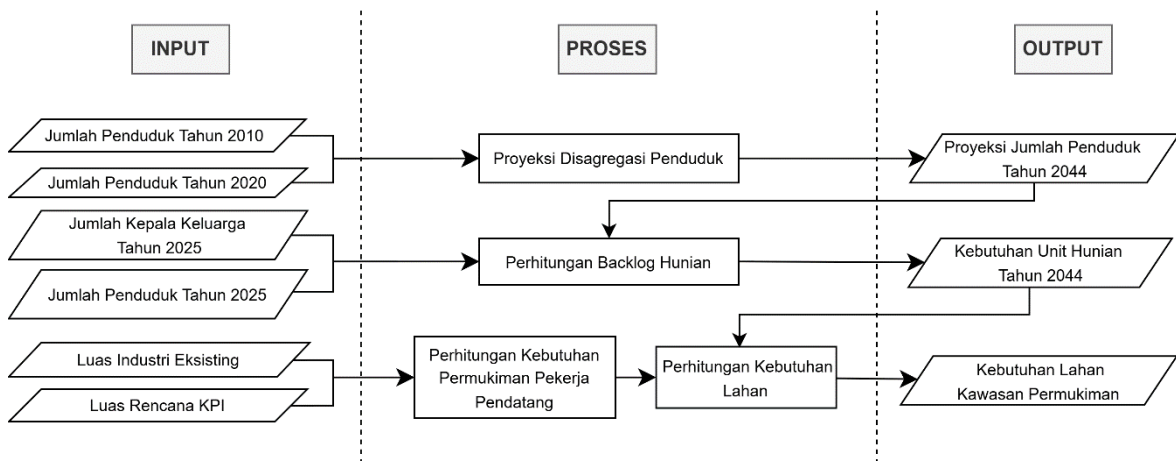 INPUT
PROSES
OUTPUT
Jumlah Penduduk Tahun 2010
Jumlah Penduduk Tahun 2020
Proyeksi Disagregasi Penduduk
Proyeksi Jumlah Penduduk
Tahun 2044
Jumlah Kepala Keluarga
Tahun 2025
Jumlah Penduduk Tahun 2025
Perhitungan Backlog Hunian
Kebutuhan Unit Hunian
Tahun 2044
Luas Industri Eksisting
Luas Rencana KPI
Perhitungan Kebutuhan
Permukiman Pekerja
Pendatang
Perhitungan Kebutuhan
Lahan
Kebutuhan Lahan
Kawasan Permukiman